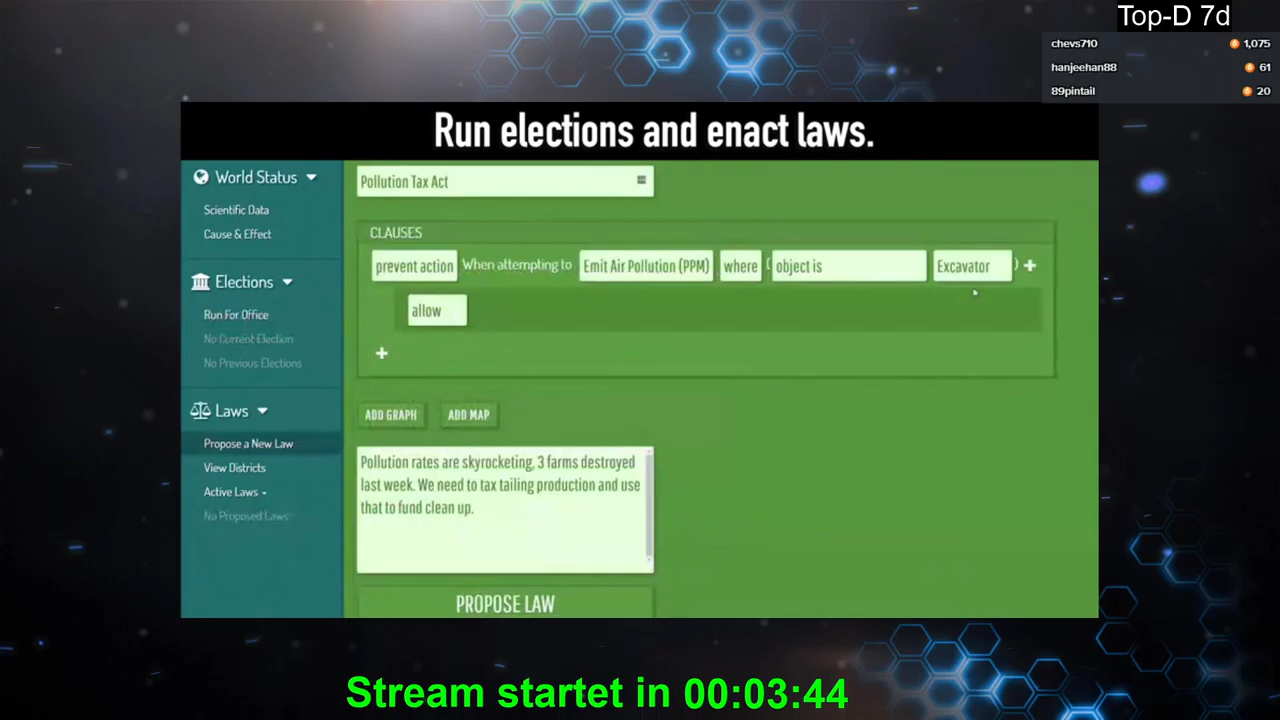 Top-D 7d
chevs710 1,075
hanjeehan88 61
89pintail 20
Run elections and enact laws.
World Status
Scientific Data
Cause & Effect
Elections
Run For Office
No Current Election
No Previous Elections
Laws
Propose a New Law
View Districts
Active Laws
No Proposed Laws
Pollution Tax Act
CLAUSES
prevent action When attempting to Emit Air Pollution (PPM) where ( object is Excavator ) +
allow
+
ADD GRAPH ADD MAP
Pollution rates are skyrocketing, 3 farms destroyed
last week. We need to tax tailing production and use
that to fund clean up.
PROPOSE LAW
Stream startet in 00:03:44